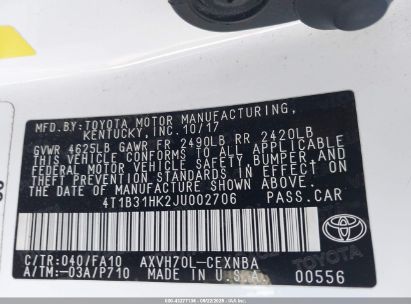 MFD.BY:TOYOTA MOTOR MANUFACTURING,
KENTUCKY, INC. 10/17
GVWR 4625LB GAWR FR 2490LB RR 2420LB
THIS VEHICLE CONFORMS TO ALL APPLICABLE
FEDERAL MOTOR VEHICLE SAFETY, BUMPER, AND
THEFT PREVENTION STANDARDS IN EFFECT ON
THE DATE OF MANUFACTURE SHOWN ABOVE.
4T1B31HK2JU002706 PASS.CAR
C/TR:040/FA10 AXVH70L-CEXNBA
A/TM:-03A/P710 MADE IN U.S.A.
TOYOTA
00556